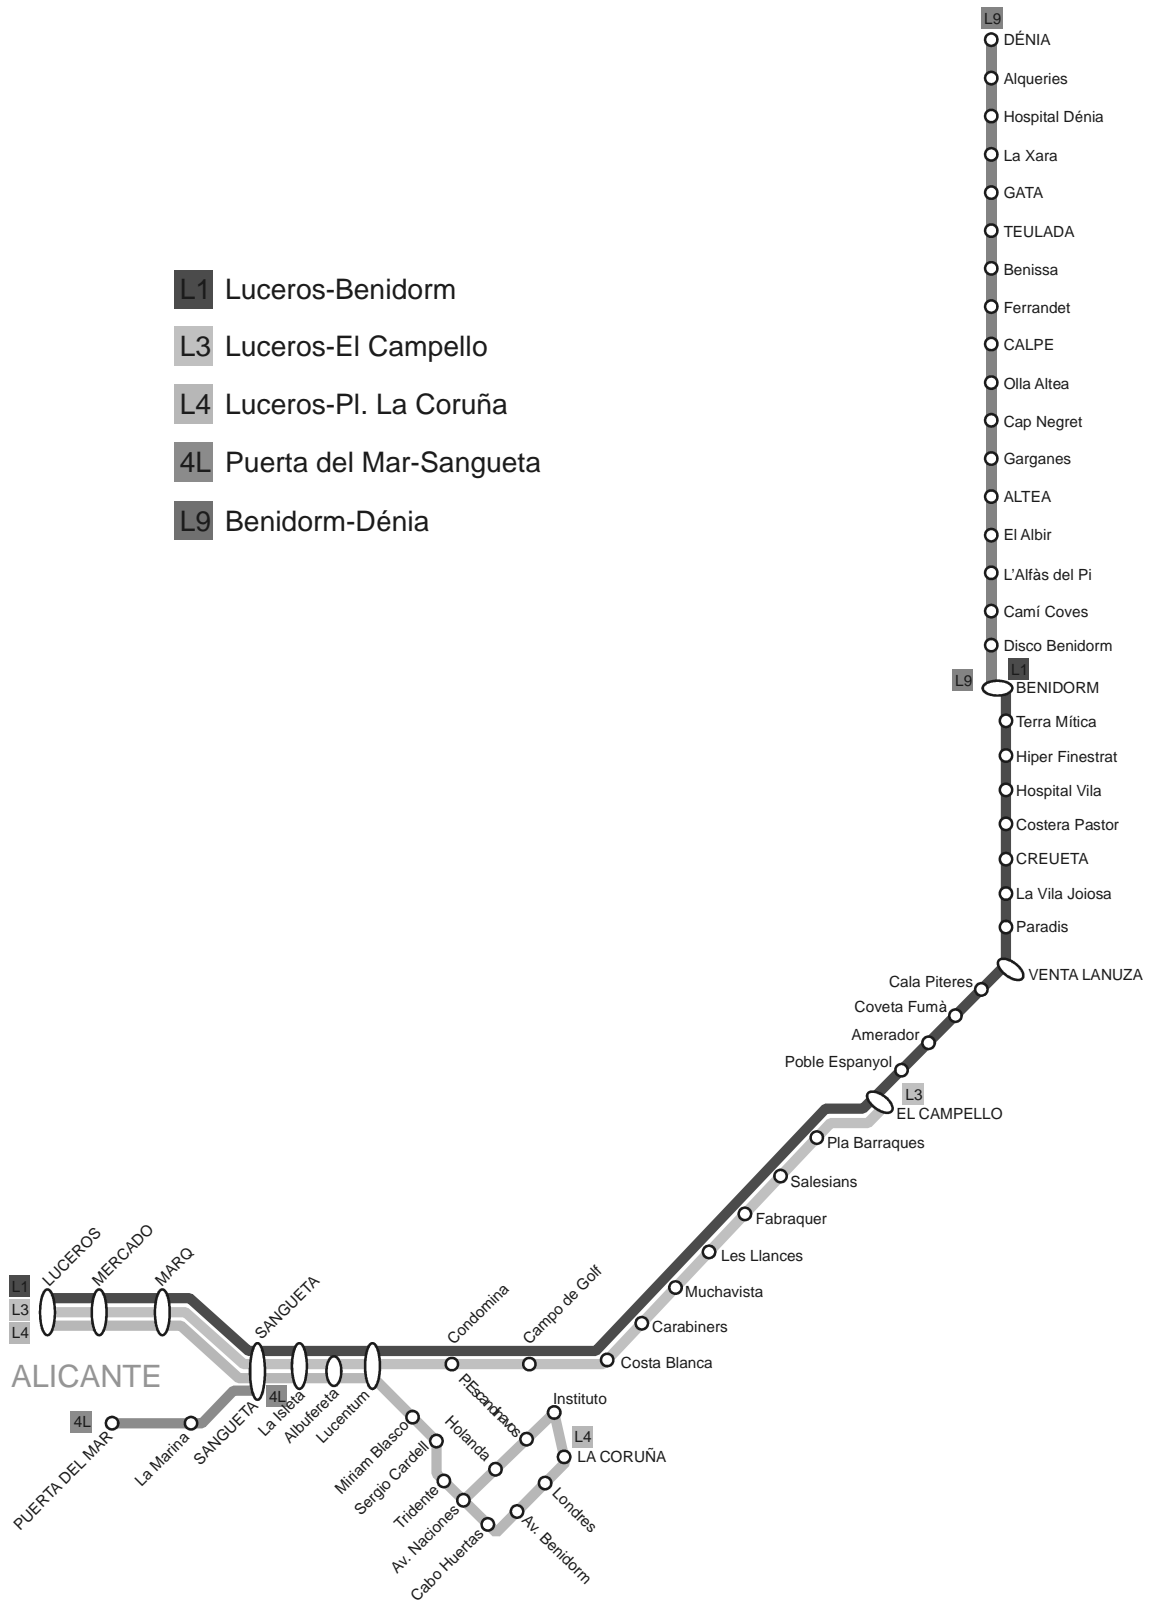 L9
DÉNIA
Alqueries
Hospital Dénia
La Xara
GATA
TEULADA
Benissa
Ferrandet
CALPE
Olla Altea
Cap Negret
Garganes
ALTEA
El Albir
L'Alfàs del Pi
Camí Coves
Disco Benidorm
L1
L9
BENIDORM
Terra Mítica
Hiper Finestrat
Hospital Vila
Costera Pastor
CREUETA
La Vila Joiosa
Paradis
VENTA LANUZA
Cala Piteres
Coveta Fumà
Amerador
Poble Espanyol
L3
EL CAMPELLO
Pla Barraques
Salesians
Fabraquer
Les Llances
Muchavista
Carabiners
Costa Blanca
L1 Luceros-Benidorm
L3 Luceros-El Campello
L4 Luceros-Pl. La Coruña
4L Puerta del Mar-Sangueta
L9 Benidorm-Dénia
LUCEROS
MERCADO
MARQ
SANGUETA
Condomina
Campo de Golf
L1
L3
L4
ALICANTE
4L
4L
PUERTA DEL MAR
La Marina
SANGUETA
La Isleta
Albufereta
Lucentum
Miriam Blasco
Sergio Cardell
Tridente
Av. Naciones
Cabo Huertas
Av. Benidorm
Londres
L4
LA CORUÑA
Instituto
P.Escandinavos
Holanda